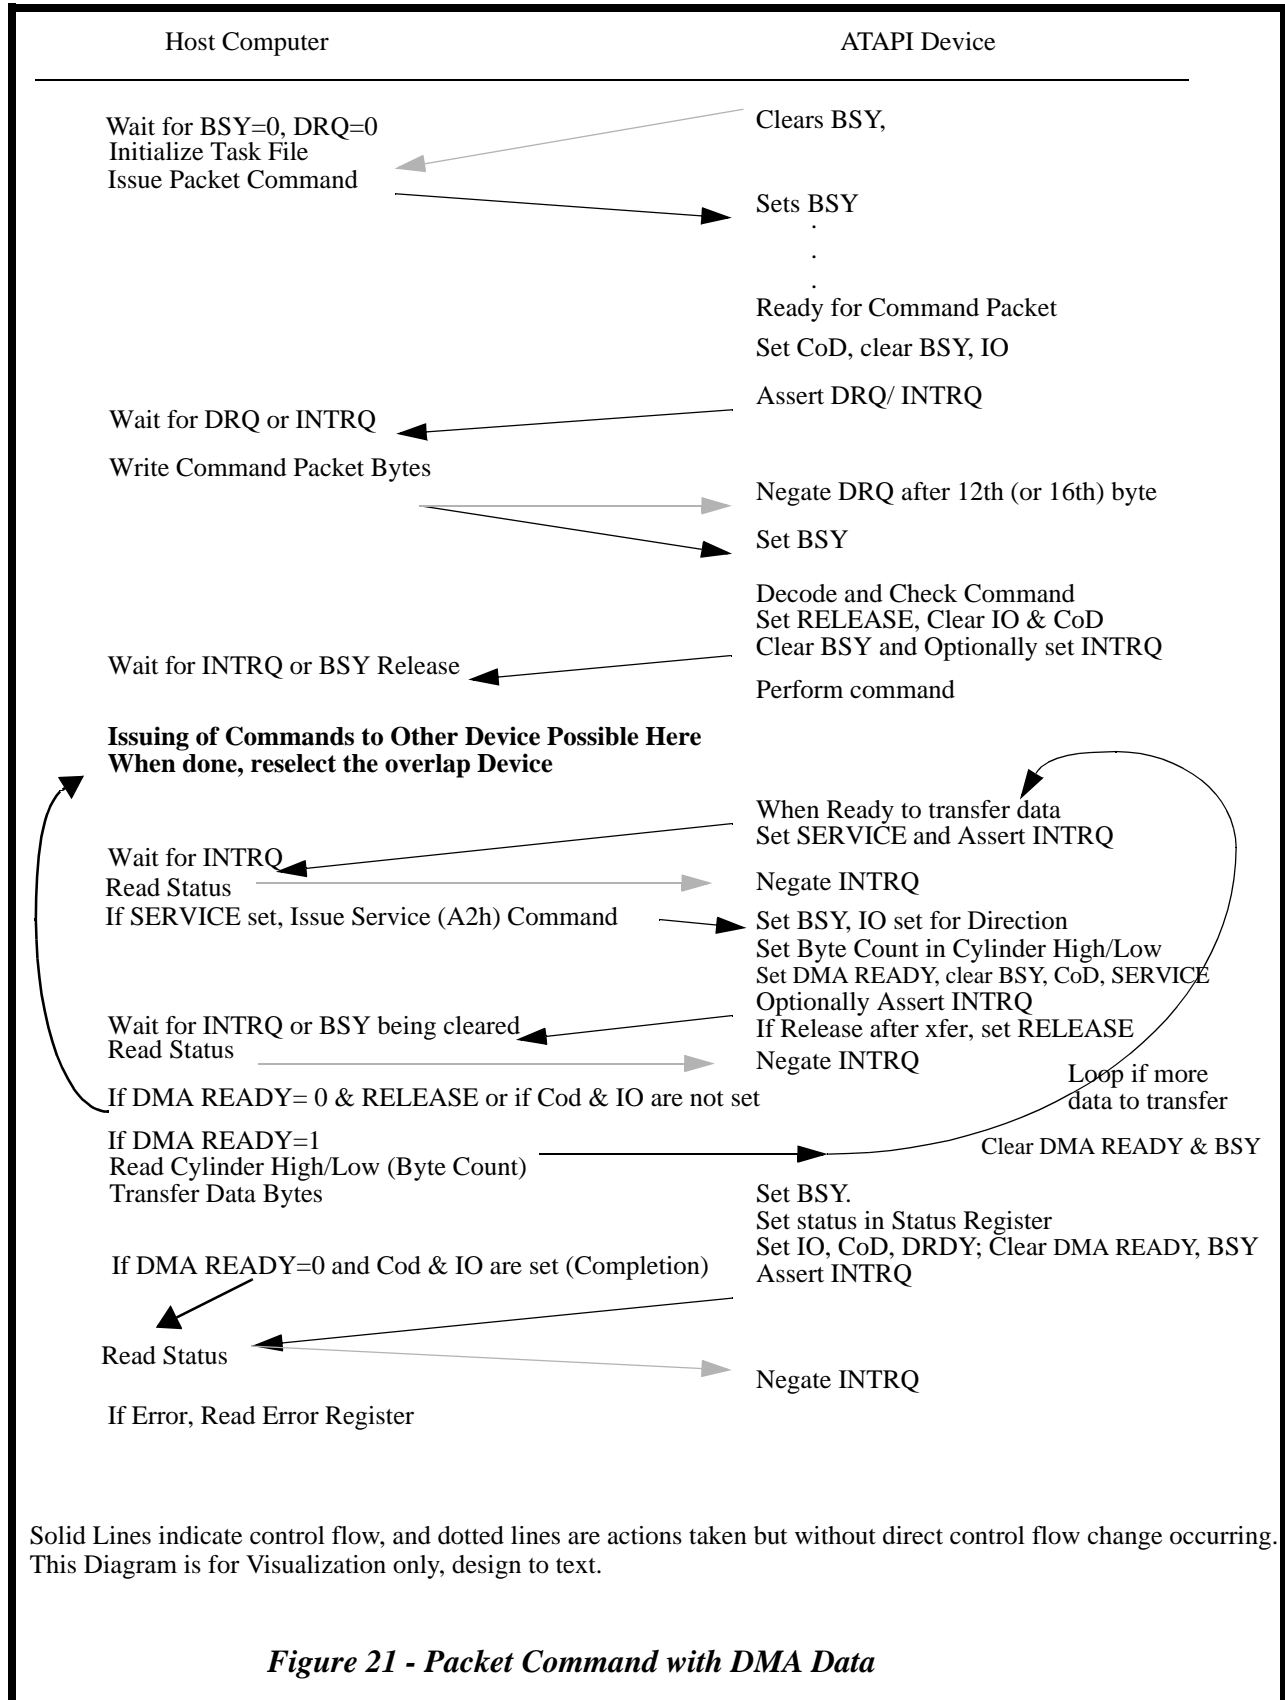 Host Computer
ATAPI Device
Clears BSY,
Wait for BSY=0, DRQ=0
Initialize Task File
Issue Packet Command
Sets BSY
.
.
.
Ready for Command Packet
Set CoD, clear BSY, IO
Assert DRQ/ INTRQ
Wait for DRQ or INTRQ
Write Command Packet Bytes
Negate DRQ after 12th (or 16th) byte
Set BSY
Decode and Check Command
Set RELEASE, Clear IO & CoD
Clear BSY and Optionally set INTRQ
Wait for INTRQ or BSY Release
Perform command
Issuing of Commands to Other Device Possible Here
When done, reselect the overlap Device
When Ready to transfer data
Set SERVICE and Assert INTRQ
Wait for INTRQ
Read Status
Negate INTRQ
If SERVICE set, Issue Service (A2h) Command
Set BSY, IO set for Direction
Set Byte Count in Cylinder High/Low
Set DMA READY, clear BSY, CoD, SERVICE
Optionally Assert INTRQ
If Release after xfer, set RELEASE
Wait for INTRQ or BSY being cleared
Read Status
Negate INTRQ
Loop if more
data to transfer
If DMA READY= 0 & RELEASE or if Cod & IO are not set
If DMA READY=1
Read Cylinder High/Low (Byte Count)
Transfer Data Bytes
Clear DMA READY & BSY
Set BSY.
Set status in Status Register
Set IO, CoD, DRDY; Clear DMA READY, BSY
Assert INTRQ
If DMA READY=0 and Cod & IO are set (Completion)
Read Status
Negate INTRQ
If Error, Read Error Register
Solid Lines indicate control flow, and dotted lines are actions taken but without direct control flow change occurring.
This Diagram is for Visualization only, design to text.
Figure 21 - Packet Command with DMA Data